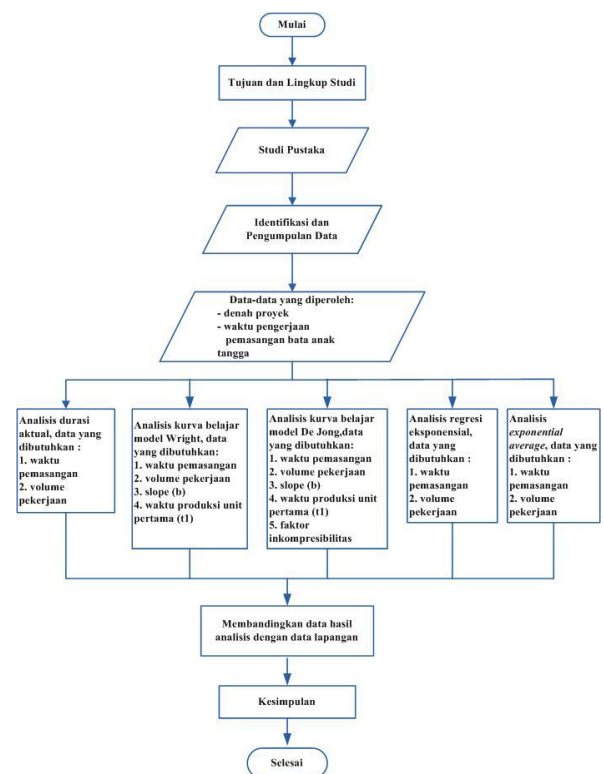 Mulai
Tujuan dan Lingkup Studi
Studi Pustaka
Identifikasi dan
Pengumpulan Data
Data-data yang diperoleh:
- denah proyek
- waktu pengerjaan
pemasangan bata anak
tangga
Analisis durasi
aktual, data yang
dibutuhkan :
1. waktu
pemasangan
2. volume
pekerjaan
Analisis kurva belajar
model Wright, data
yang dibutuhkan:
1. waktu pemasangan
2. volume pekerjaan
3. slope (b)
4. waktu produksi unit
pertama (t1)
Analisis kurva belajar
model De Jong,data
yang dibutuhkan:
1. waktu pemasangan
2. volume pekerjaan
3. slope (b)
4. waktu produksi unit
pertama (t1)
5. faktor
inkompresibilitas
Analisis regresi
eksponensial,
data yang
dibutuhkan :
1. waktu
pemasangan
2. volume
pekerjaan
Analisis
exponential
average, data yang
dibutuhkan :
1. waktu
pemasangan
2. volume
pekerjaan
Membandingkan data hasil
analisis dengan data lapangan
Kesimpulan
Selesai